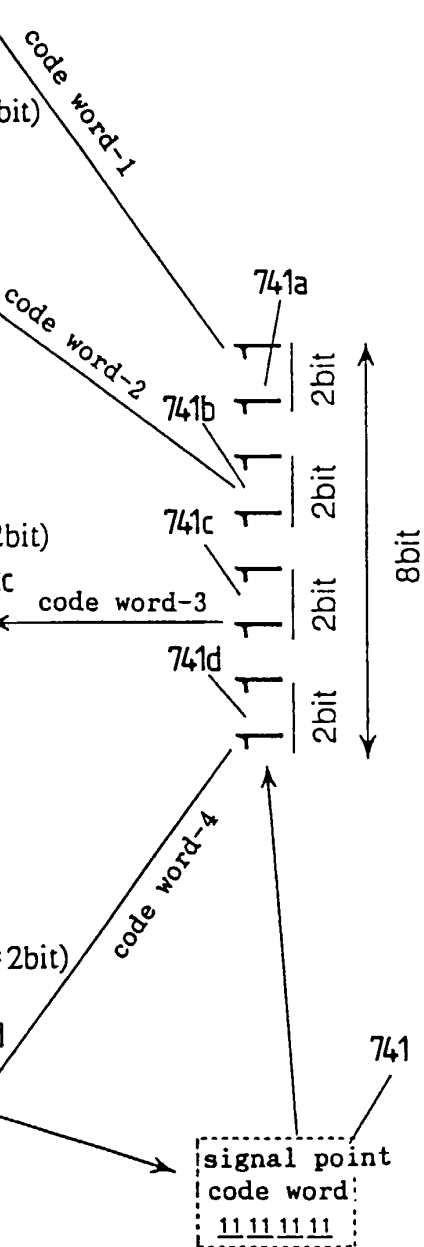 code word-1
bit)
741a
code word-2
741b
2bit
2bit
741c
2bit)
c
code word-3
2bit
8bit
741d
2bit
code word-4
2bit)
741
signal point
code word
11 11 11 11